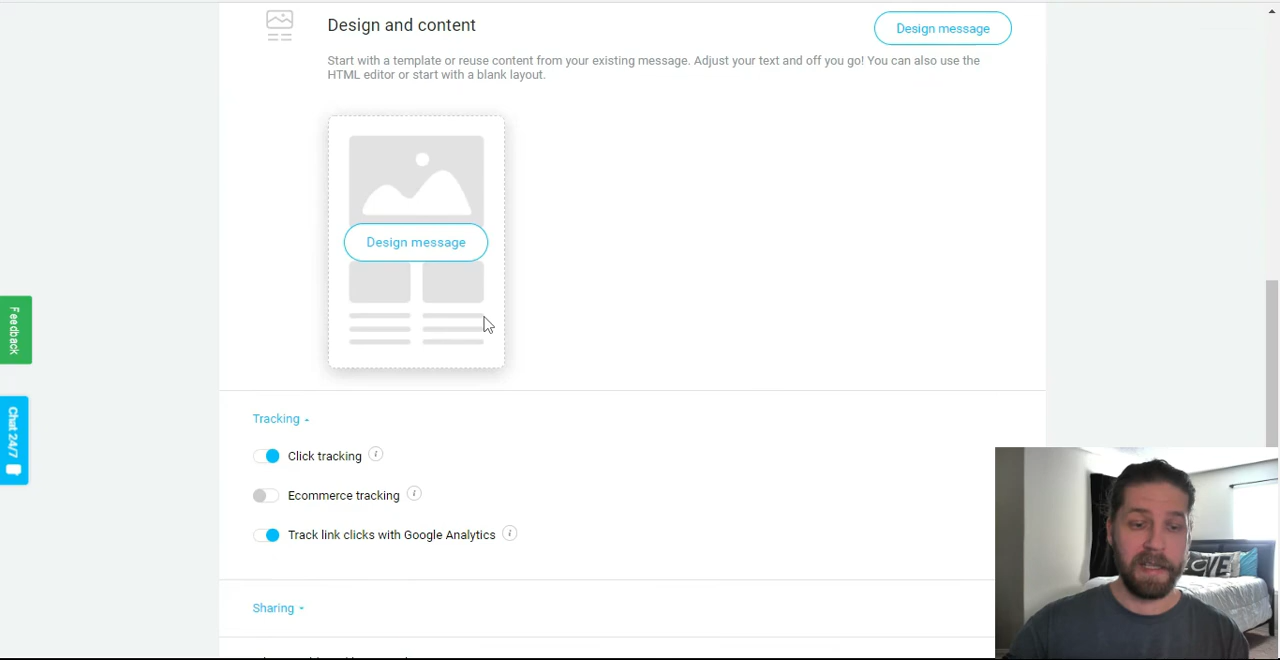 Design and content
Design message
Start with a template or reuse content from your existing message. Adjust your text and off you go! You can also use the
HTML editor or start with a blank layout.
Design message
Feedback
Chat 24/7
Tracking
Click tracking
Ecommerce tracking
Track link clicks with Google Analytics
Sharing